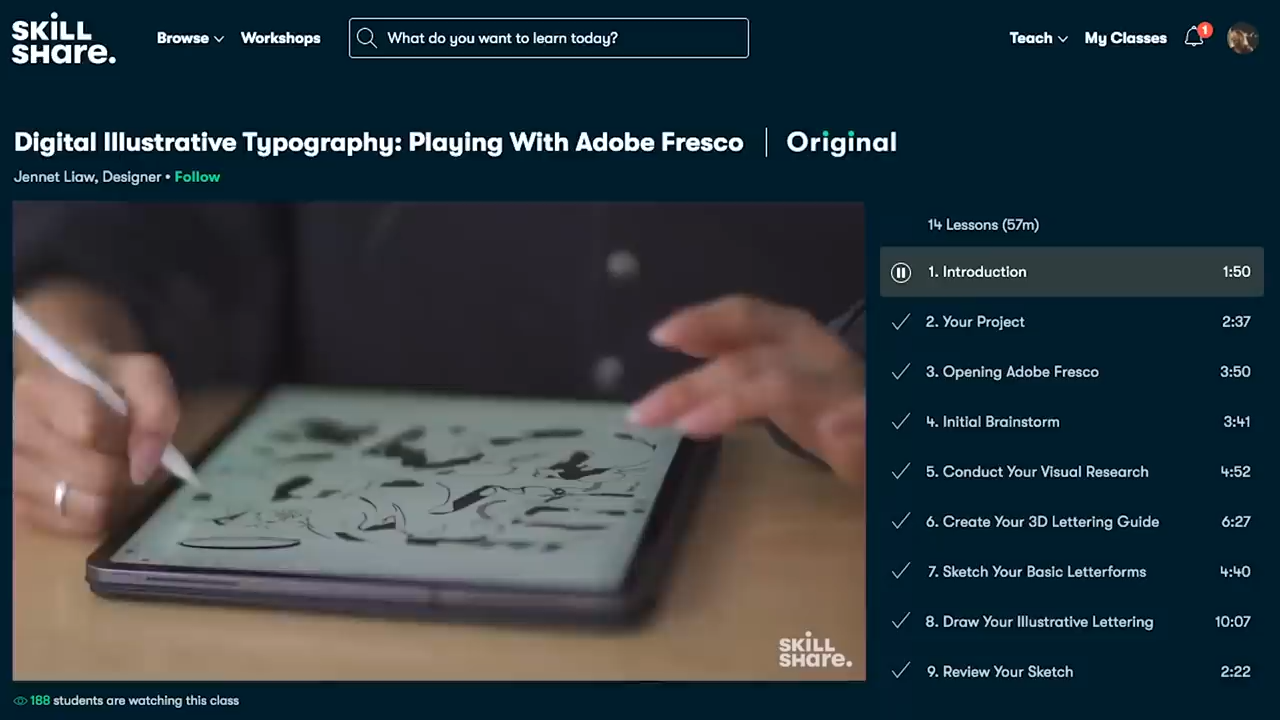 SKILL
SHare.
Browse
Workshops
What do you want to learn today?
Teach
My Classes
1
Digital Illustrative Typography: Playing With Adobe Fresco | Original
Jennet Liaw, Designer • Follow
14 Lessons (57m)
1. Introduction 1:50
2. Your Project 2:37
3. Opening Adobe Fresco 3:50
4. Initial Brainstorm 3:41
5. Conduct Your Visual Research 4:52
6. Create Your 3D Lettering Guide 6:27
7. Sketch Your Basic Letterforms 4:40
8. Draw Your Illustrative Lettering 10:07
9. Review Your Sketch 2:22
SKILL
SHare.
188 students are watching this class